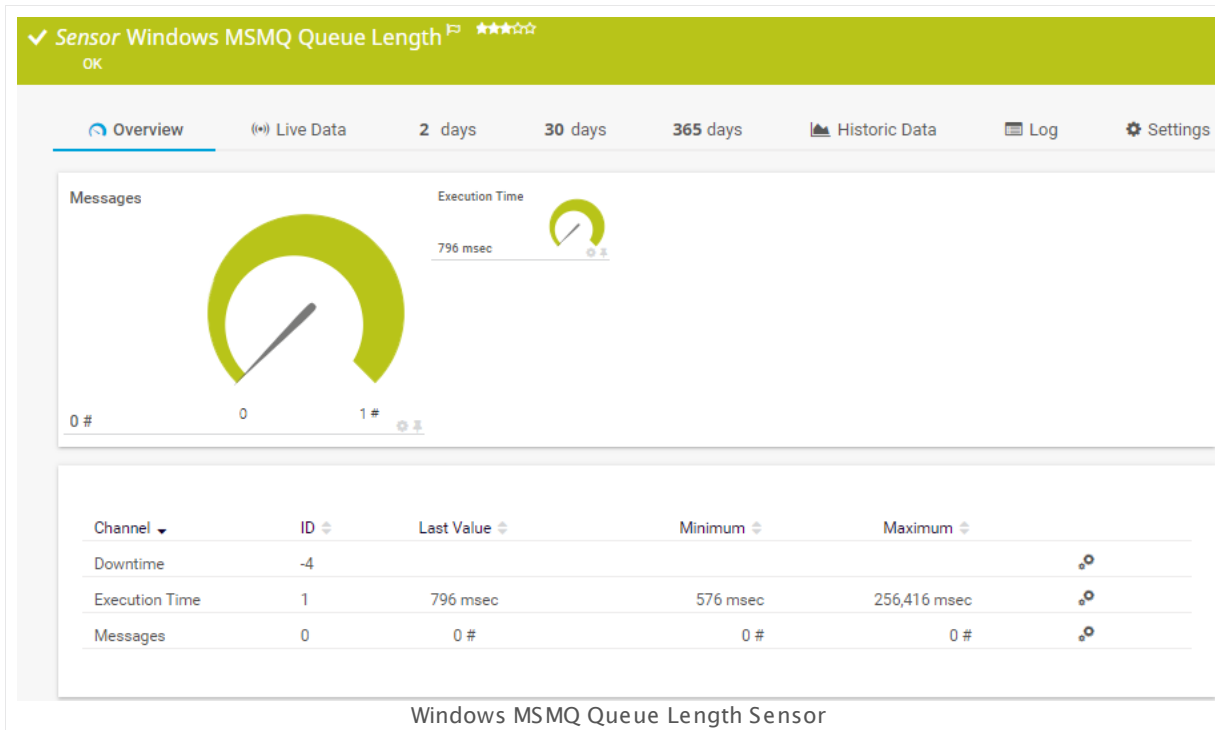 Sensor Windows MSMQ Queue Length
OK
Overview Live Data 2 days 30 days 365 days Historic Data Log Settings
Messages
Execution Time
796 msec
0 #
0
1 #
Channel ID Last Value Minimum Maximum
Downtime -4
Execution Time 1 796 msec 576 msec 256,416 msec
Messages 0 0 # 0 # 0 #
Windows MSMQ Queue Length Sensor